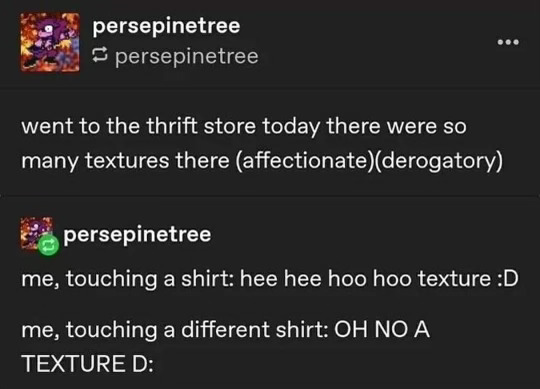 persepinetree
persepinetree
went to the thrift store today there were so
many textures there (affectionate)(derogatory)
persepinetree
me, touching a shirt: hee hee hoo hoo texture :D
me, touching a different shirt: OH NO A
TEXTURE D: